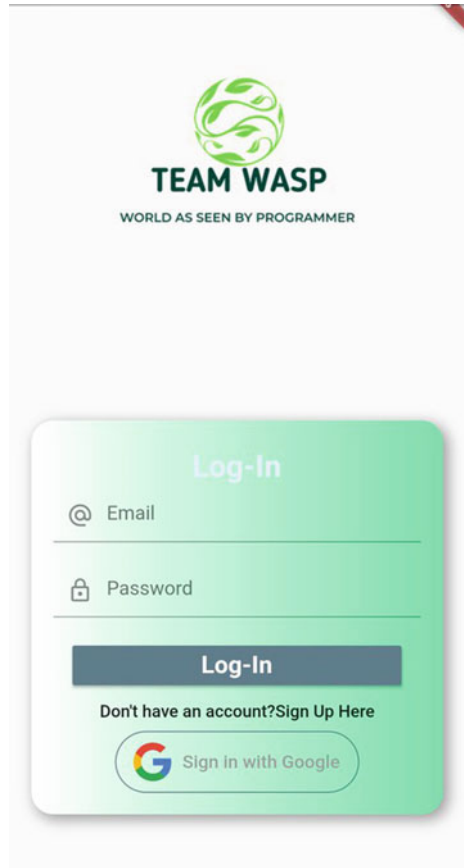 TEAM WASP
WORLD AS SEEN BY PROGRAMMER
Log-In
Email
Password
Log-In
Don't have an account?Sign Up Here
Sign in with Google